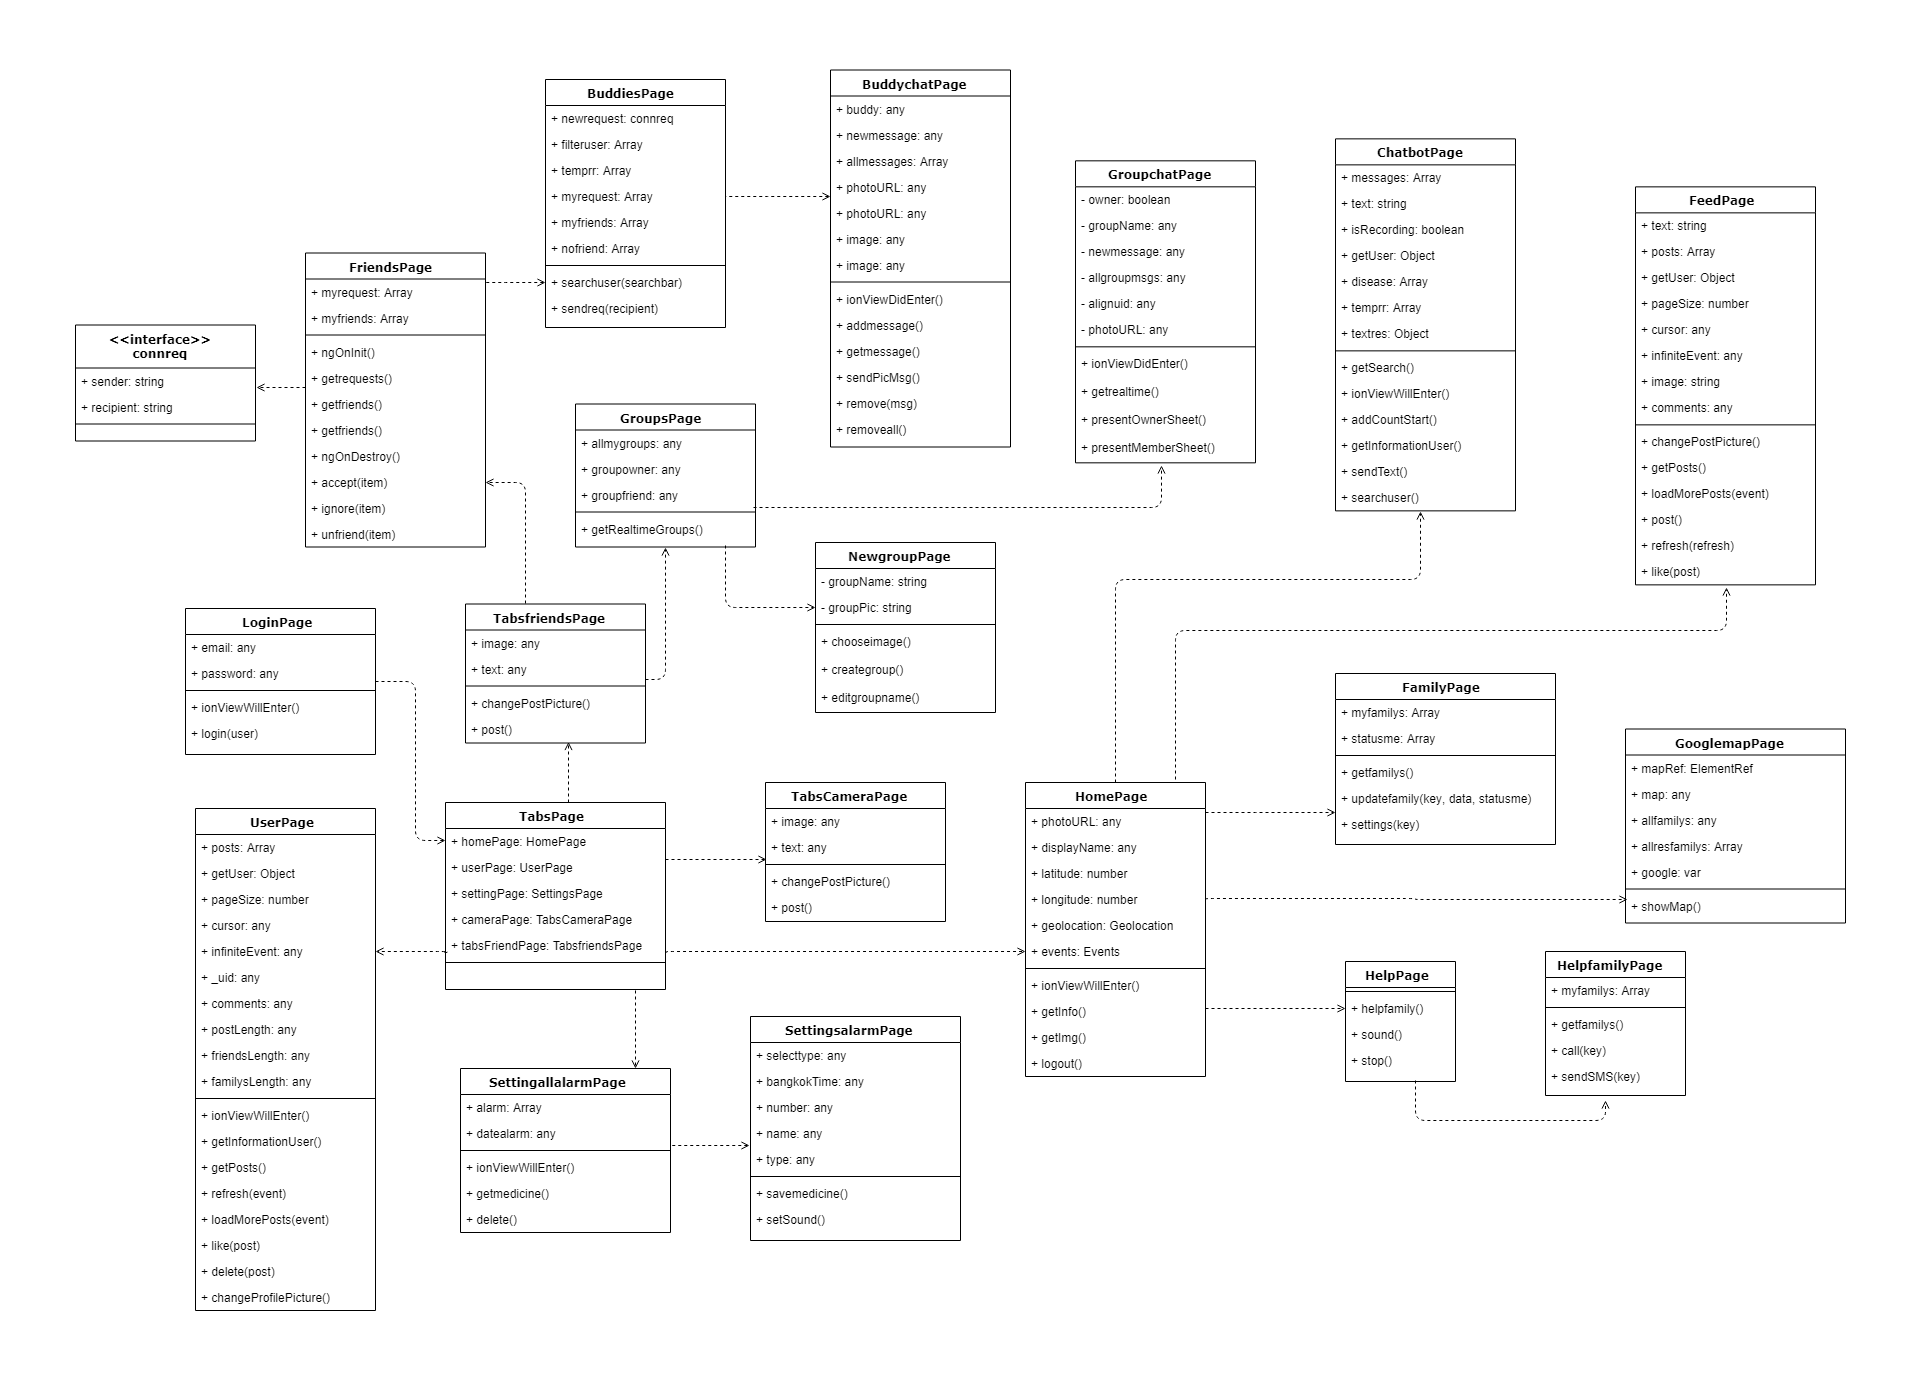 BuddychatPage
+ buddy: any
+ newmessage: any
+ allmessages: Array
+ photoURL: any
+ photoURL: any
+ image: any
+ image: any
+ ionViewDidEnter()
+ addmessage()
+ getmessage()
+ sendPicMsg()
+ remove(msg)
+ removeall()
BuddiesPage
+ newrequest: connreq
+ filteruser: Array
+ temprr: Array
+ myrequest: Array
+ myfriends: Array
+ nofriend: Array
+ searchuser(searchbar)
+ sendreq(recipient)
ChatbotPage
+ messages: Array
+ text: string
+ isRecording: boolean
+ getUser: Object
+ disease: Array
+ temprr: Array
+ textres: Object
+ getSearch()
+ ionViewWillEnter()
+ addCountStart()
+ getInformationUser()
+ sendText()
+ searchuser()
GroupchatPage
- owner: boolean
- groupName: any
- newmessage: any
- allgroupmsgs: any
- alignuid: any
- photoURL: any
+ ionViewDidEnter()
+ getrealtime()
+ presentOwnerSheet()
+ presentMemberSheet()
FeedPage
+ text: string
+ posts: Array
+ getUser: Object
+ pageSize: number
+ cursor: any
+ infiniteEvent: any
+ image: string
+ comments: any
+ changePostPicture()
+ getPosts()
+ loadMorePosts(event)
+ post()
+ refresh(refresh)
+ like(post)
FriendsPage
+ myrequest: Array
+ myfriends: Array
+ ngOnInit()
+ getrequests()
+ getfriends()
+ getfriends()
+ ngOnDestroy()
+ accept(item)
+ ignore(item)
+ unfriend(item)
<<interface>>
connreq
+ sender: string
+ recipient: string
GroupsPage
+ allmygroups: any
+ groupowner: any
+ groupfriend: any
+ getRealtimeGroups()
NewgroupPage
- groupName: string
- groupPic: string
+ chooseimage()
+ creategroup()
+ editgroupname()
TabsfriendsPage
+ image: any
+ text: any
+ changePostPicture()
+ post()
LoginPage
+ email: any
+ password: any
+ ionViewWillEnter()
+ login(user)
FamilyPage
+ myfamilys: Array
+ statusme: Array
+ getfamilys()
+ updatefamily(key, data, statusme)
+ settings(key)
GooglemapPage
+ mapRef: ElementRef
+ map: any
+ allfamilys: any
+ allresfamilys: Array
+ google: var
+ showMap()
TabsCameraPage
+ image: any
+ text: any
+ changePostPicture()
+ post()
HomePage
+ photoURL: any
+ displayName: any
+ latitude: number
+ longitude: number
+ geolocation: Geolocation
+ events: Events
+ ionViewWillEnter()
+ getInfo()
+ getImg()
+ logout()
TabsPage
+ homePage: HomePage
+ userPage: UserPage
+ settingPage: SettingsPage
+ cameraPage: TabsCameraPage
+ tabsFriendPage: TabsfriendsPage
UserPage
+ posts: Array
+ getUser: Object
+ pageSize: number
+ cursor: any
+ infiniteEvent: any
+ _uid: any
+ comments: any
+ postLength: any
+ friendsLength: any
+ familysLength: any
+ ionViewWillEnter()
+ getInformationUser()
+ getPosts()
+ refresh(event)
+ loadMorePosts(event)
+ like(post)
+ delete(post)
+ changeProfilePicture()
HelpPage
+ helpfamily()
+ sound()
+ stop()
HelpfamilyPage
+ myfamilys: Array
+ getfamilys()
+ call(key)
+ sendSMS(key)
SettingsalarmPage
+ selecttype: any
+ bangkokTime: any
+ number: any
+ name: any
+ type: any
+ savemedicine()
+ setSound()
SettingallalarmPage
+ alarm: Array
+ datealarm: any
+ ionViewWillEnter()
+ getmedicine()
+ delete()